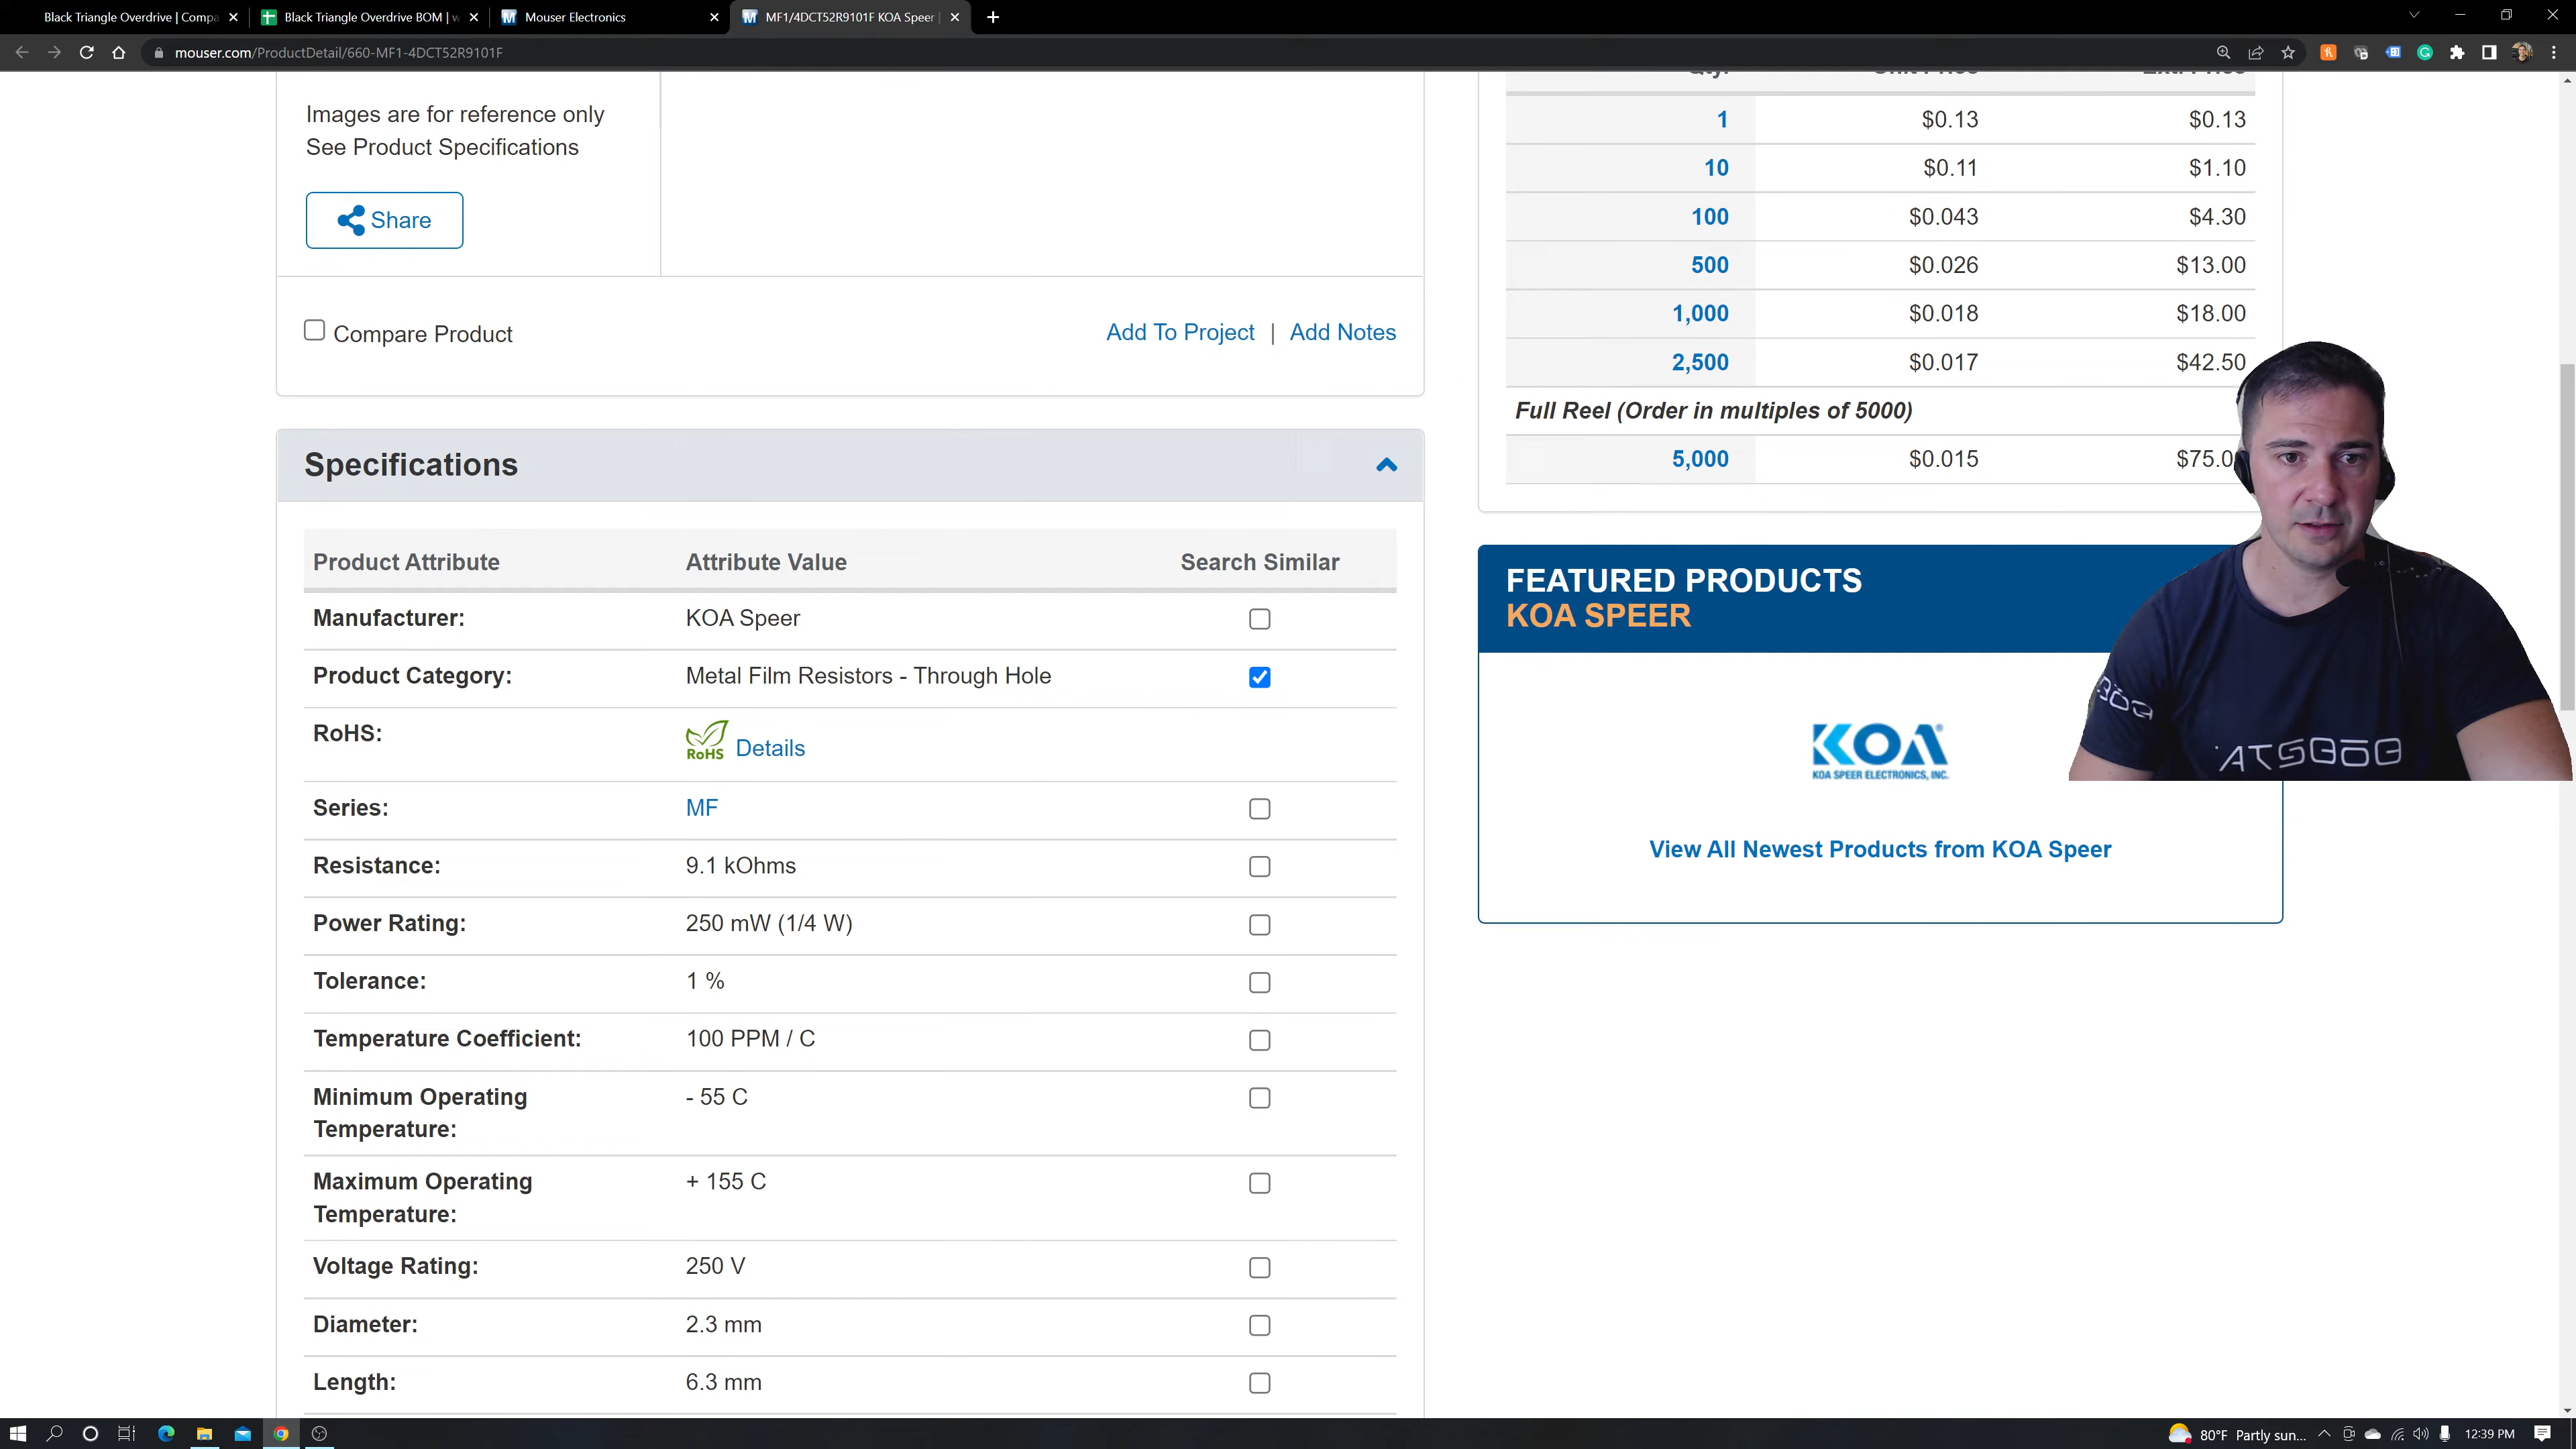 Black Triangle Overdrive | Compa
Black Triangle Overdrive BOM | w
Mouser Electronics
MF1/4DCT52R9101F KOA Speer |
mouser.com/ProductDetail/660-MF1-4DCT52R9101F
Images are for reference only
See Product Specifications
Share
Compare Product
Add To Project | Add Notes
Qty. Unit Price Ext. Price
1 $0.13 $0.13
10 $0.11 $1.10
100 $0.043 $4.30
500 $0.026 $13.00
1,000 $0.018 $18.00
2,500 $0.017 $42.50
Full Reel (Order in multiples of 5000)
5,000 $0.015 $75.0
Specifications
Product Attribute Attribute Value Search Similar
Manufacturer: KOA Speer
Product Category: Metal Film Resistors - Through Hole
RoHS: RoHS Details
Series: MF
Resistance: 9.1 kOhms
Power Rating: 250 mW (1/4 W)
Tolerance: 1 %
Temperature Coefficient: 100 PPM / C
Minimum Operating
Temperature:
- 55 C
Maximum Operating
Temperature:
+ 155 C
Voltage Rating: 250 V
Diameter: 2.3 mm
Length: 6.3 mm
FEATURED PRODUCTS
KOA SPEER
KOA
KOA SPEER ELECTRONICS, INC.
View All Newest Products from KOA Speer
80°F Partly sun...
12:39 PM